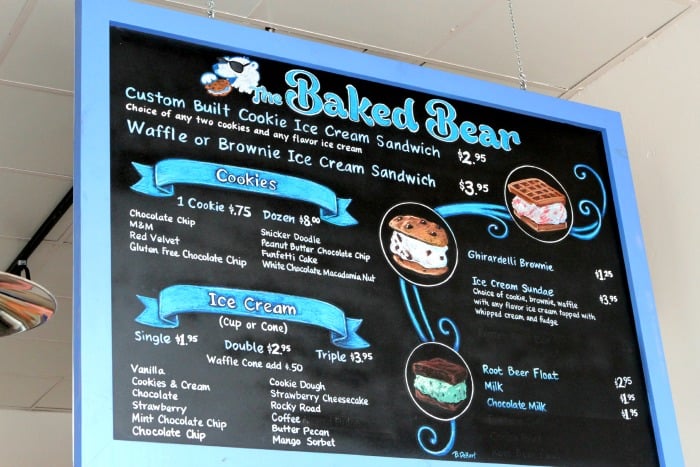 The Baked Bear
Custom Built Cookie Ice Cream Sandwich $2.95
Choice of any two cookies and any flavor ice cream
Waffle or Brownie Ice Cream Sandwich $3.95
Cookies
1 Cookie $.75 Dozen $8.00
Chocolate Chip
M&M
Red Velvet
Gluten Free Chocolate Chip
Snicker Doodle
Peanut Butter Chocolate Chip
Funfetti Cake
White Chocolate Macadamia Nut
Ice Cream
(Cup or Cone)
Single $1.95 Double $2.95 Triple $3.95
Waffle Cone add $.50
Vanilla
Cookies & Cream
Chocolate
Strawberry
Mint Chocolate Chip
Chocolate Chip
Cookie Dough
Strawberry Cheesecake
Rocky Road
Coffee
Butter Pecan
Mango Sorbet
Ghirardelli Brownie $1.25
Ice Cream Sundae $3.95
Choice of cookie, brownie, waffle
with any flavor ice cream topped with
whipped cream and fudge
Root Beer Float $2.95
Milk $1.95
Chocolate Milk $1.95